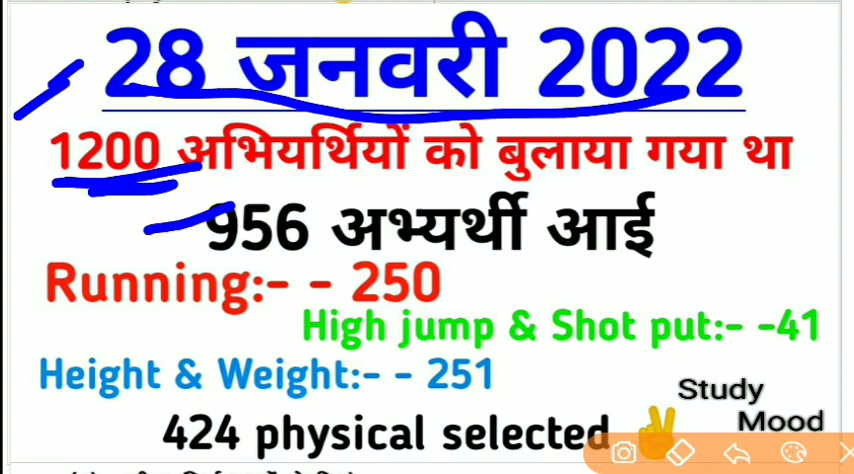 28 जनवरी 2022
1200 अभियर्थियों को बुलाया गया था
956 अभ्यर्थी आई
Running:- - 250
High jump & Shot put:- -41
Height & Weight:- - 251
Study
Mood
424 physical selected